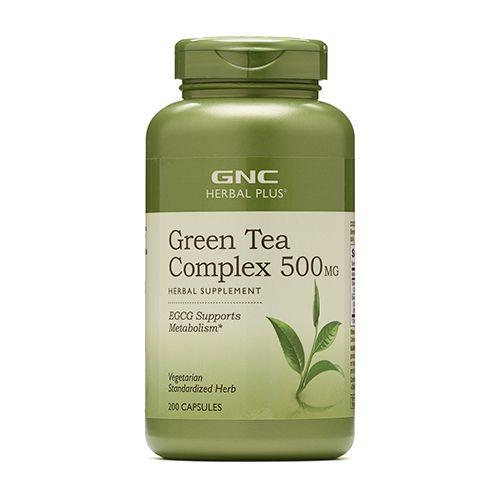 GNC
HERBAL PLUS®
Green Tea
Complex 500MG
HERBAL SUPPLEMENT
EGCG Supports
Metabolism*
Vegetarian
Standardized Herb
200 CAPSULES